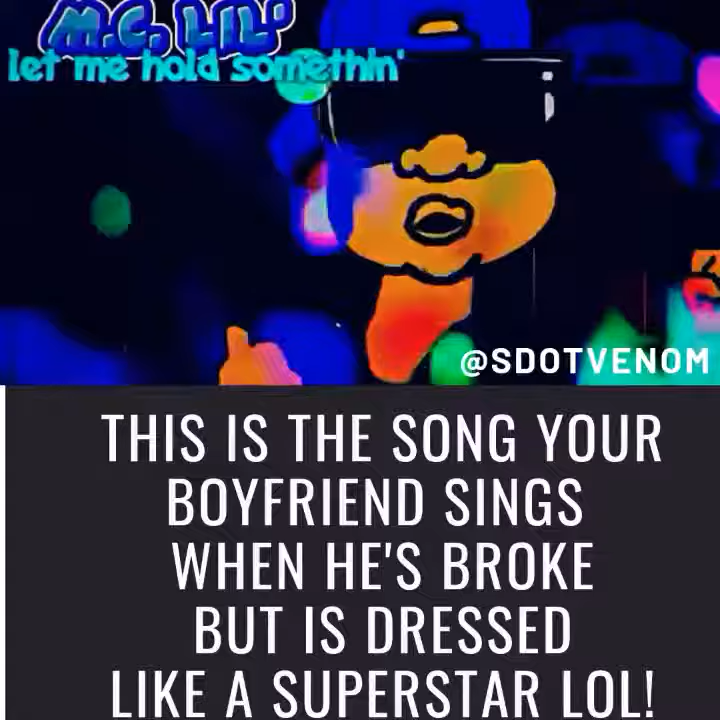 M.C. LILO
let me hold somethin'
@SDOTVENOM
THIS IS THE SONG YOUR
BOYFRIEND SINGS
WHEN HE'S BROKE
BUT IS DRESSED
LIKE A SUPERSTAR LOL!